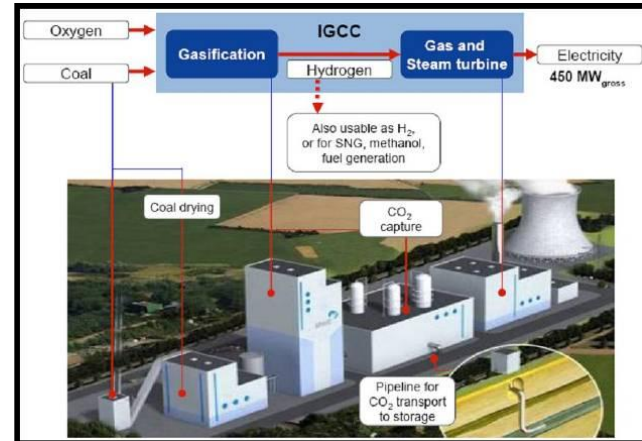 IGCC
Oxygen
Coal
Gasification
Hydrogen
Gas and
Steam turbine
Electricity
450 MWgross
Also usable as H2,
or for SNG, methanol,
fuel generation
Coal drying
CO2
capture
Pipeline for
CO2 transport
to storage